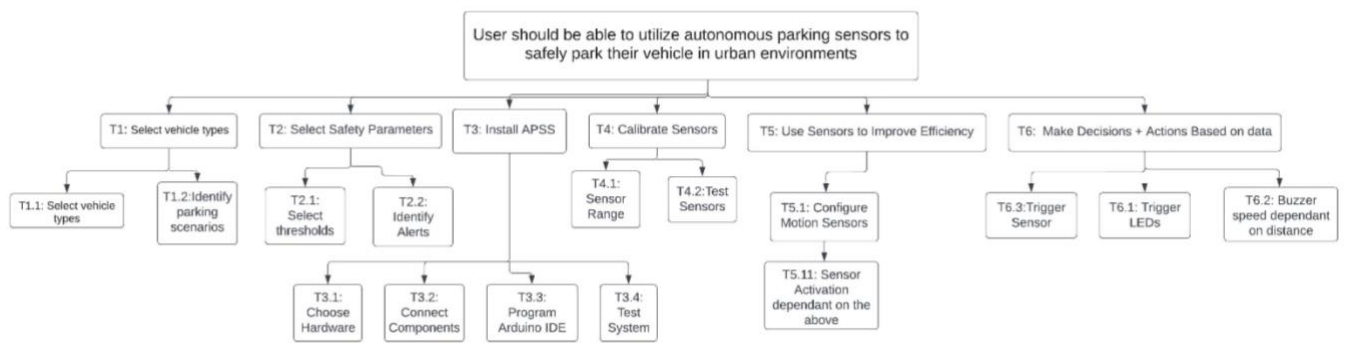 User should be able to utilize autonomous parking sensors to
safely park their vehicle in urban environments
T1: Select vehicle types
T2: Select Safety Parameters
T3: Install APSS
T4: Calibrate Sensors
T5: Use Sensors to Improve Efficiency
T6: Make Decisions + Actions Based on data
T1.1: Select vehicle
types
T1.2:Identify
parking
scenarios
T2.1:
Select
thresholds
T2.2:
Identify
Alerts
T4.1:
Sensor
Range
T4.2:Test
Sensors
T5.1: Configure
Motion Sensors
T6.3:Trigger
Sensor
T6.1: Trigger
LEDs
T6.2: Buzzer
speed dependant
on distance
T3.1:
Choose
Hardware
T3.2:
Connect
Components
T3.3:
Program
Arduino IDE
T3.4:
Test
System
T5.11: Sensor
Activation
dependant on the
above